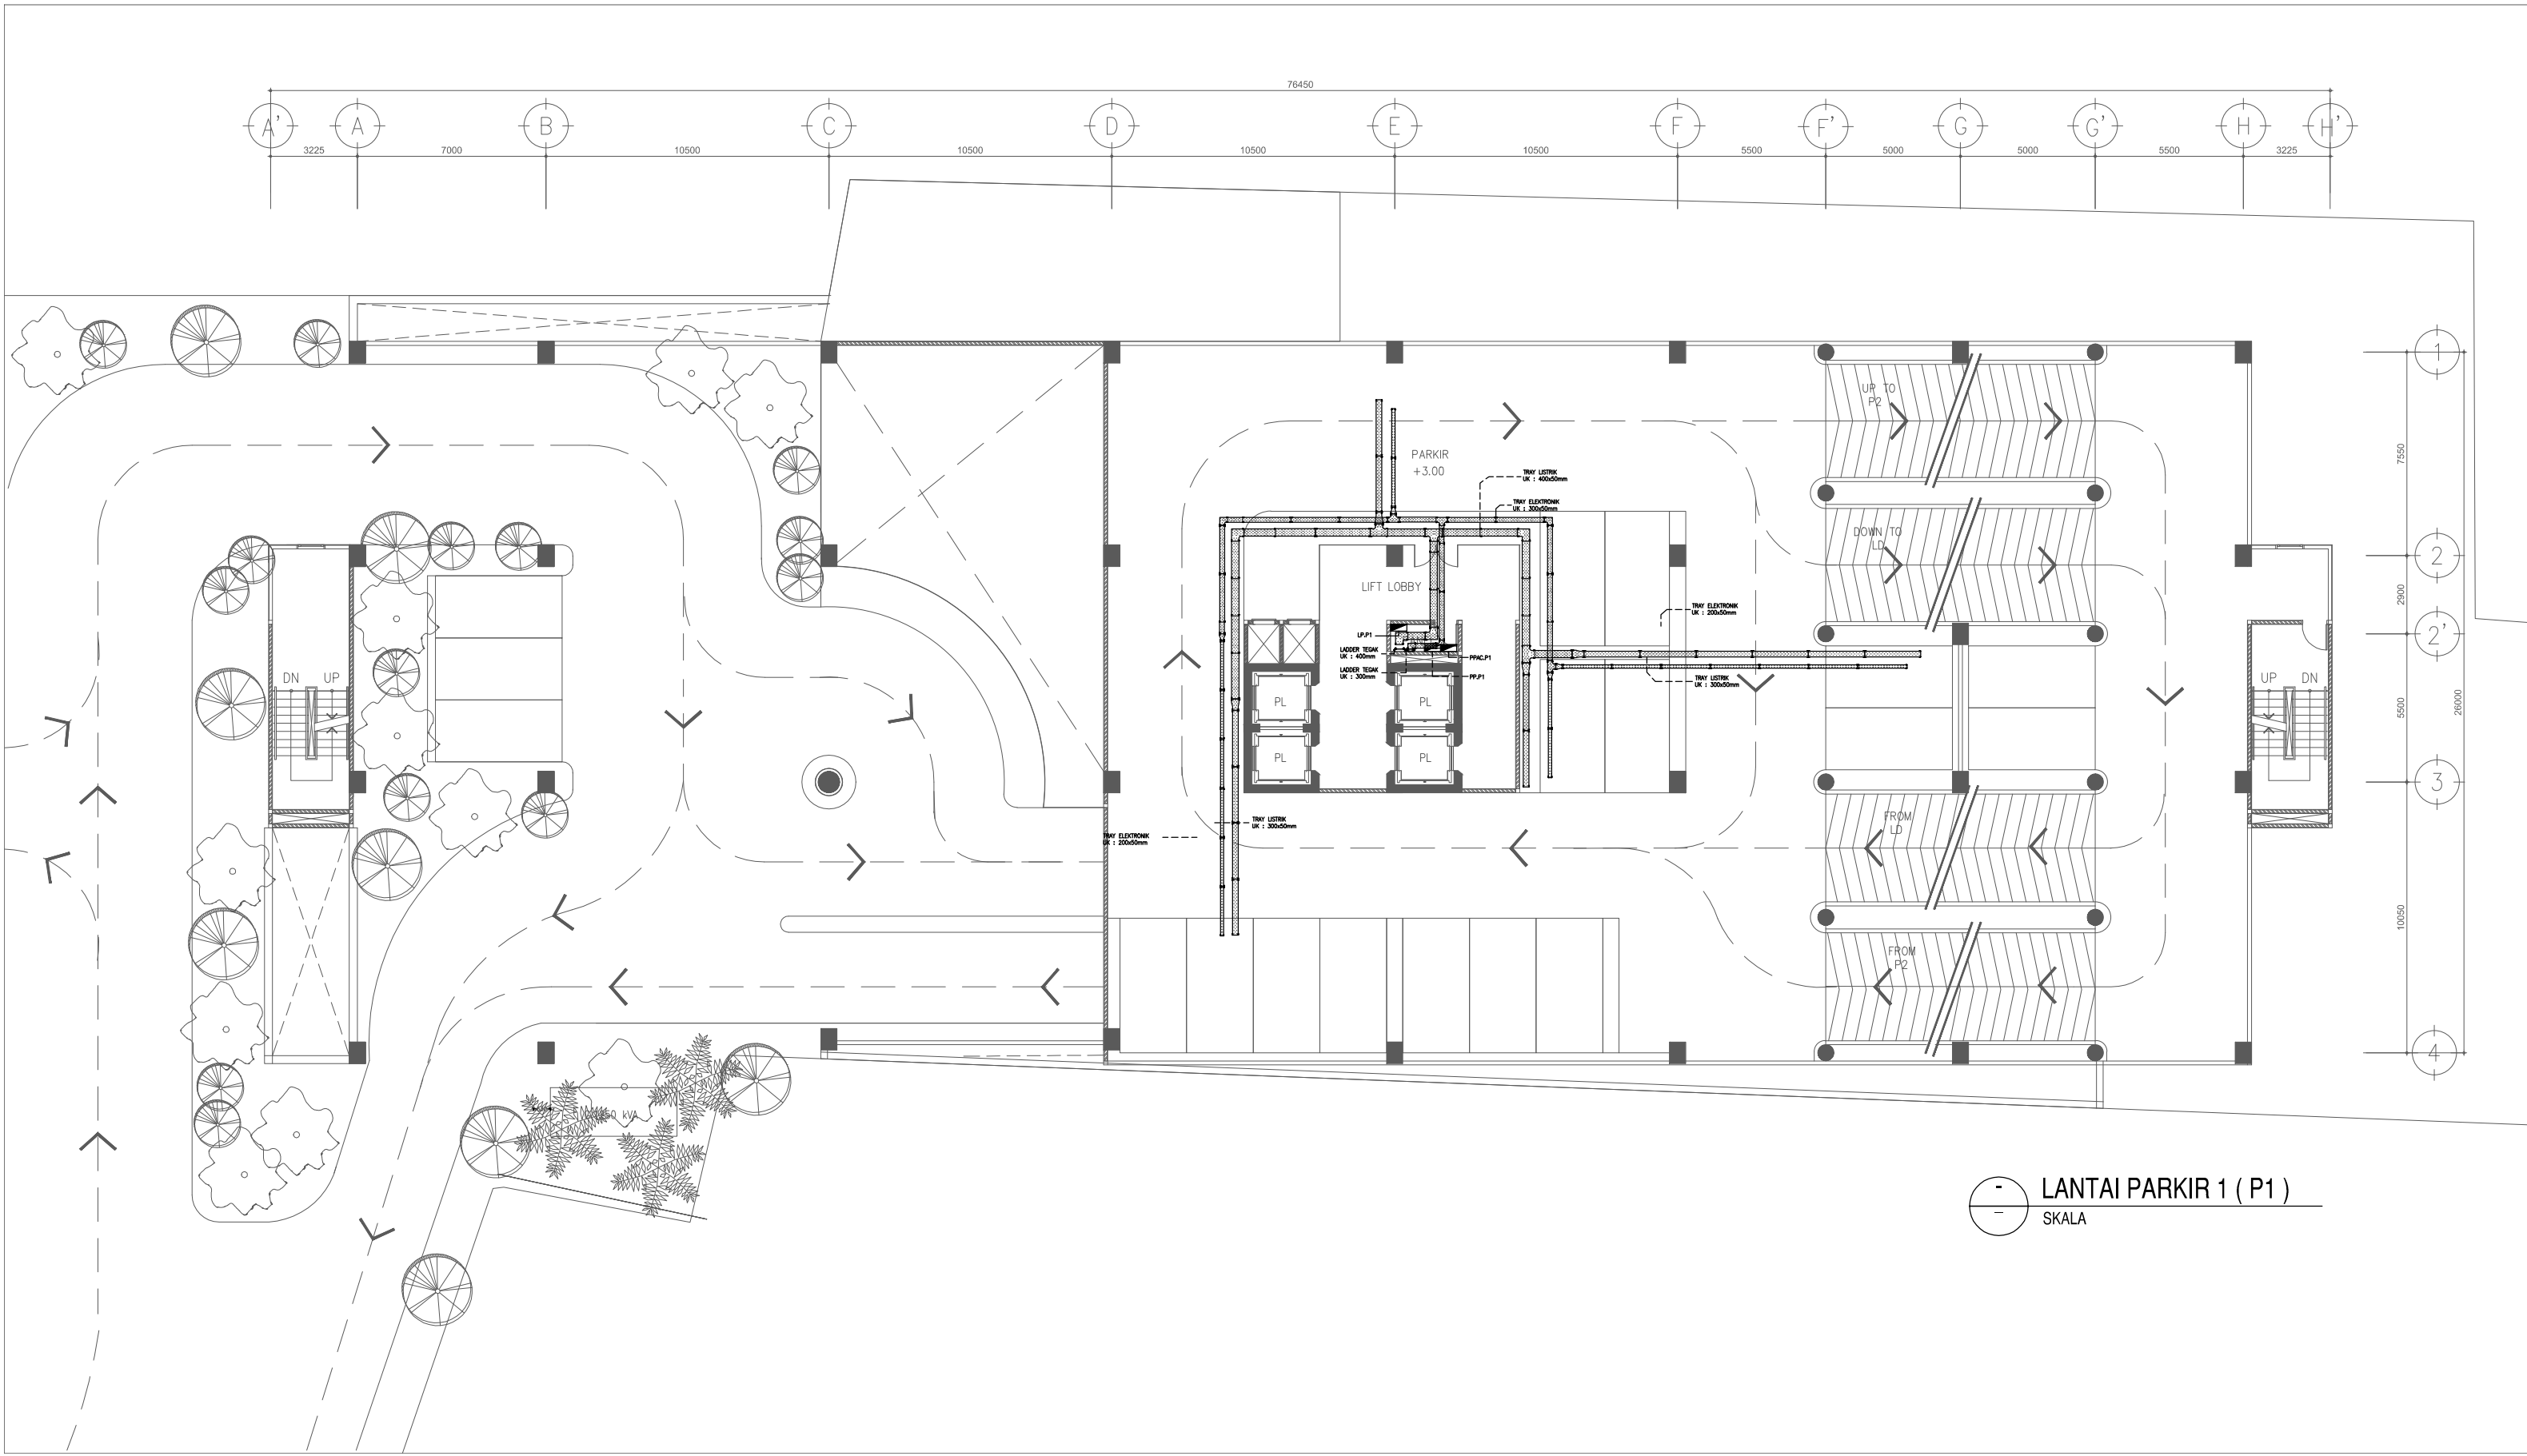 76450
A' A B C D E F F' G G' H H'
3225 7000 10500 10500 10500 10500 5500 5000 5000 5500 3225
1
UP TO
P2
7550
PARKIR
+3.00
TRAY LISTRIK
UK : 400x50mm
TRAY ELEKTRONIK
UK : 300x50mm
DOWN TO
LD
2
LIFT LOBBY
2900
TRAY ELEKTRONIK
UK : 200x50mm
LP.P1
2'
LADDER TEGAK
UK : 400mm
PPAC.P1
LADDER TEGAK
UK : 300mm
PP.P1
TRAY LISTRIK
UK : 300x50mm
DN UP
UP DN
PL PL
5500
26000
PL PL
3
FROM
LD
TRAY LISTRIK
UK : 300x50mm
TRAY ELEKTRONIK
UK : 200x50mm
10050
FROM
P2
4
kVA
-
LANTAI PARKIR 1 ( P1 )
–
SKALA